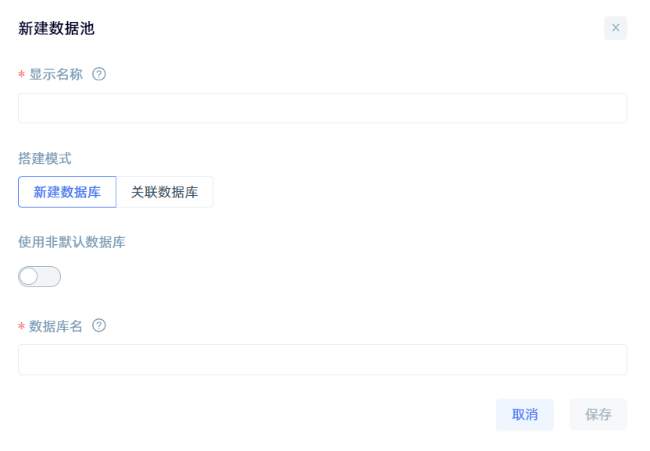 新建数据池
* 显示名称
搭建模式
新建数据库 关联数据库
使用非默认数据库
* 数据库名
取消 保存